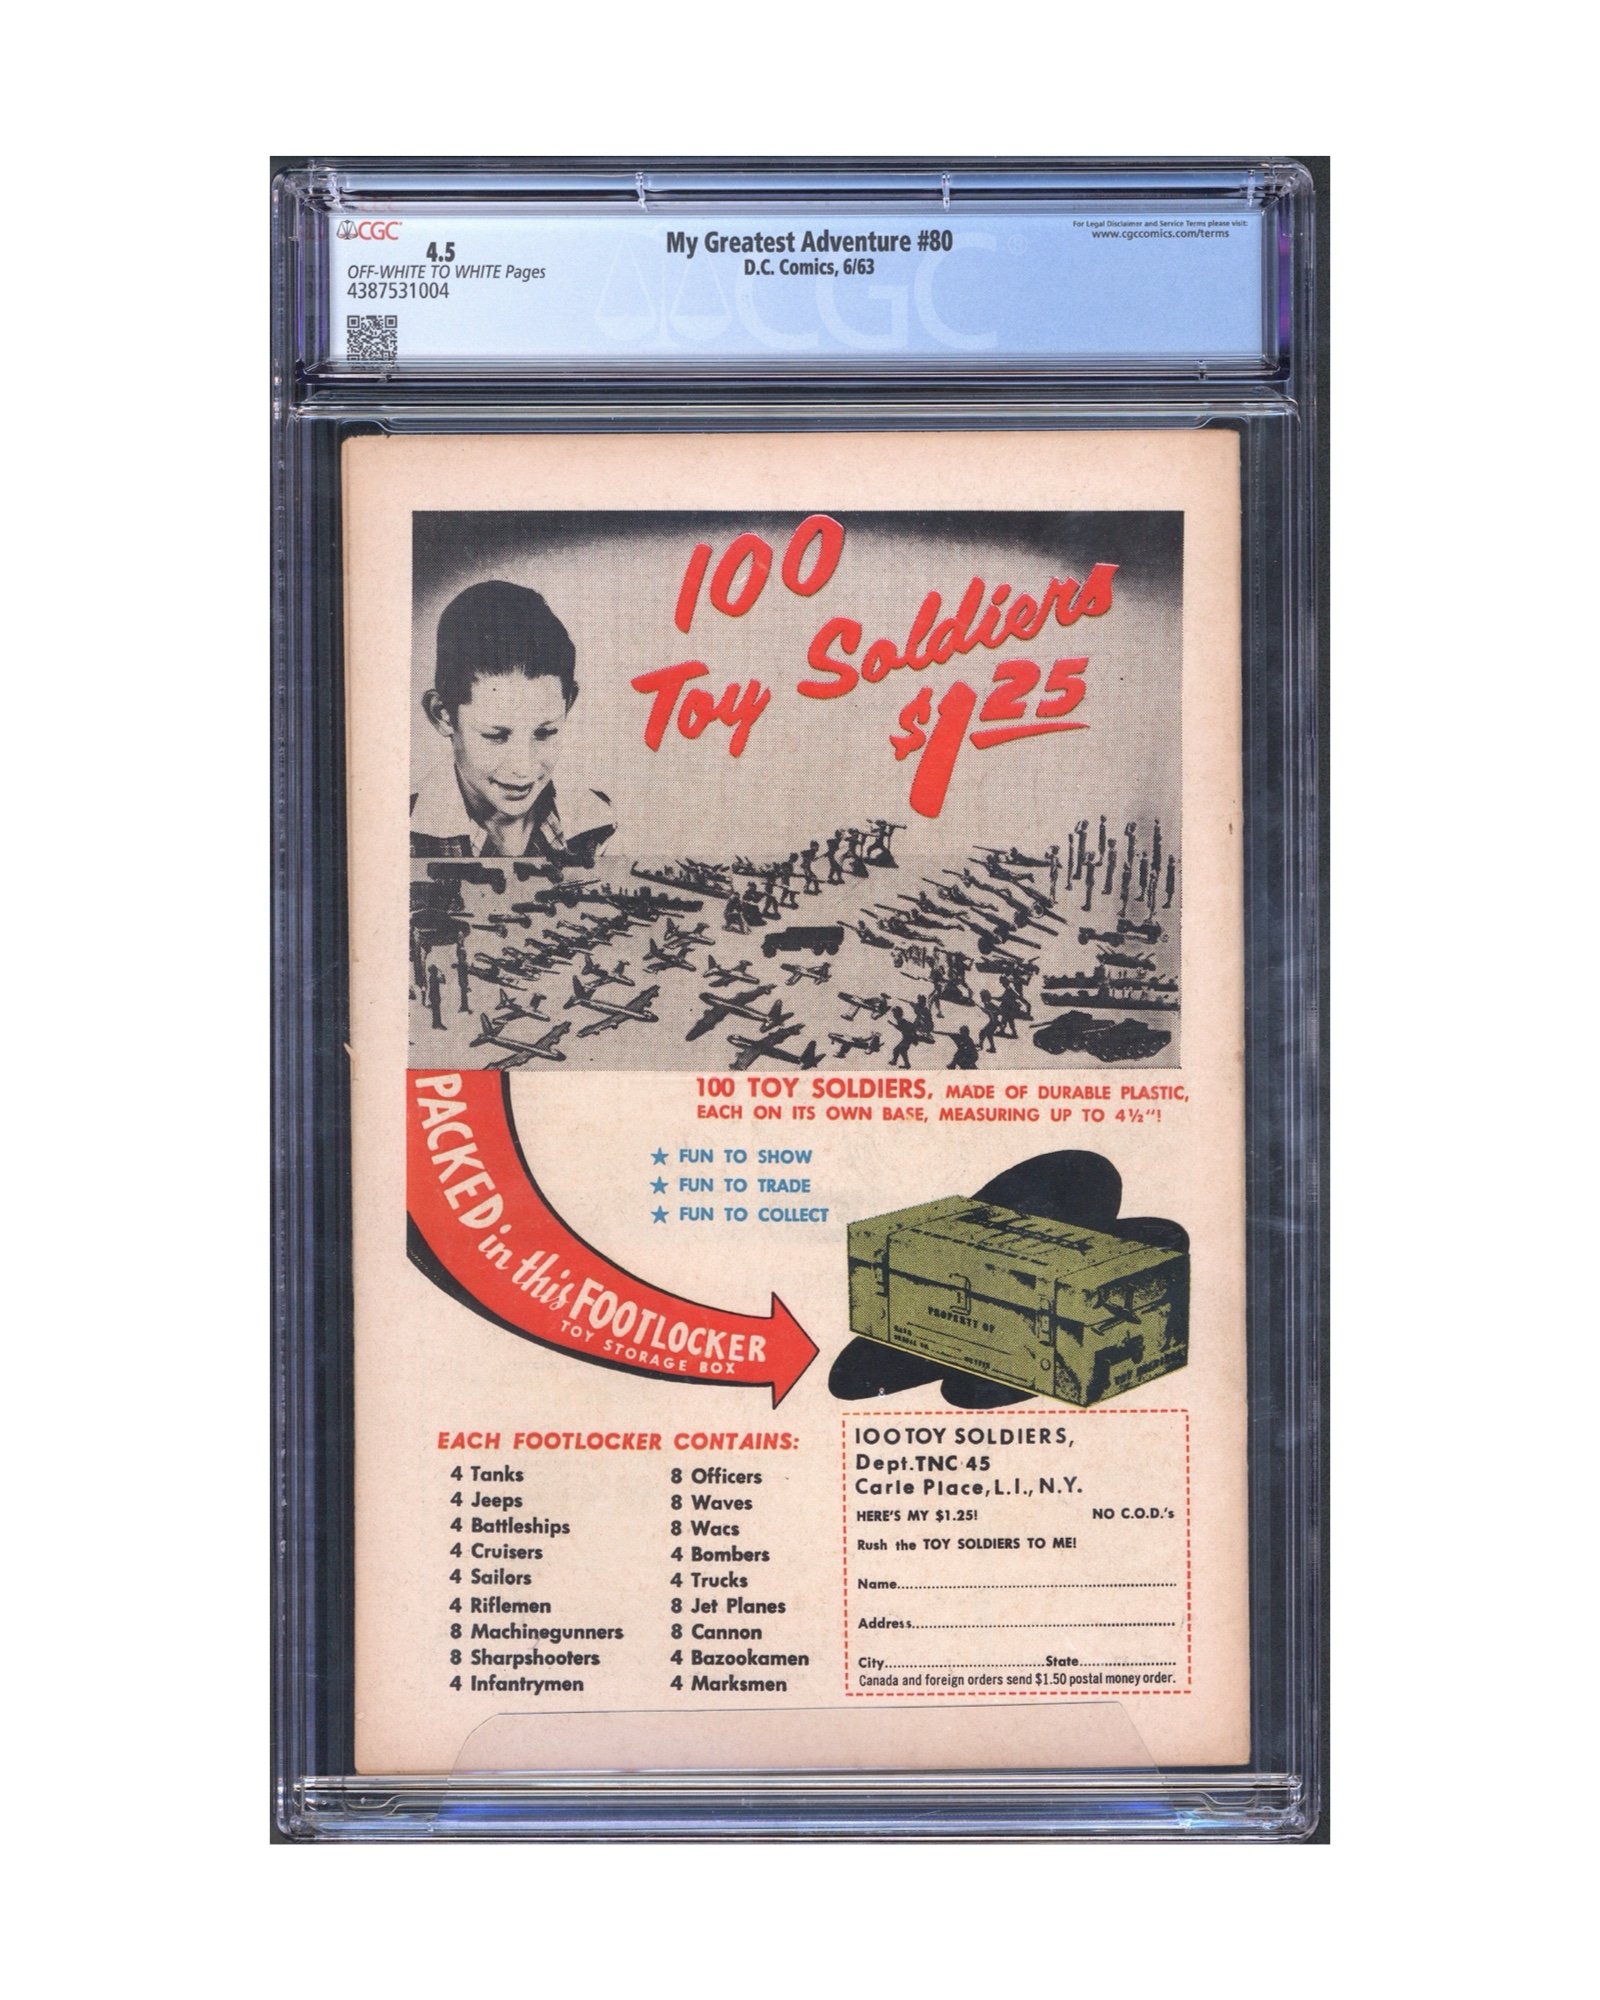 CGC
4.5
OFF-WHITE TO WHITE Pages
4387531004
My Greatest Adventure #80
D.C. Comics, 6/63
For Legal Disclaimer and Service Terms please visit:
www.cgccomics.com/terms
CGC
100
Toy Soldiers
$1.25
100 TOY SOLDIERS, MADE OF DURABLE PLASTIC,
EACH ON ITS OWN BASE, MEASURING UP TO 4½"!
PACKED in this FOOTLOCKER
TOY STORAGE BOX
★ FUN TO SHOW
★ FUN TO TRADE
★ FUN TO COLLECT
PROPERTY OF
EACH FOOTLOCKER CONTAINS:
4 Tanks
4 Jeeps
4 Battleships
4 Cruisers
4 Sailors
4 Riflemen
8 Machinegunners
8 Sharpshooters
4 Infantrymen
8 Officers
8 Waves
8 Wacs
4 Bombers
4 Trucks
8 Jet Planes
8 Cannon
4 Bazookamen
4 Marksmen
100 TOY SOLDIERS,
Dept. TNC 45
Carle Place, L.I., N.Y.
HERE'S MY $1.25! NO C.O.D.'s
Rush the TOY SOLDIERS TO ME!
Name
Address
City State
Canada and foreign orders send $1.50 postal money order.